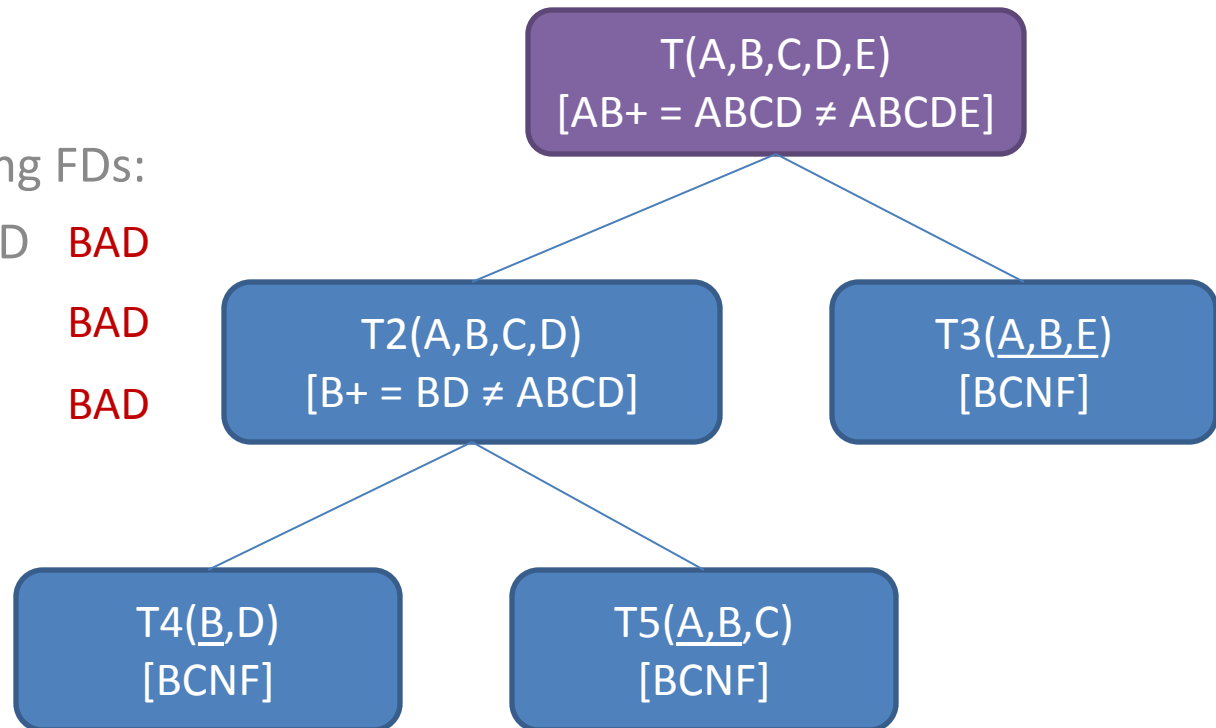 T(A,B,C,D,E)
[AB+ = ABCD ≠ ABCDE]
ng FDs:
D BAD
BAD
BAD
T2(A,B,C,D)
[B+ = BD ≠ ABCD]
T3(A,B,E)
[BCNF]
T4(B,D)
[BCNF]
T5(A,B,C)
[BCNF]